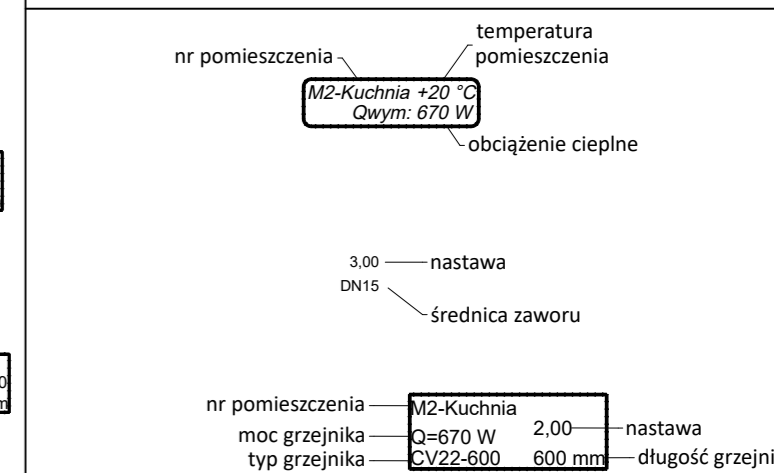 temperatura
nr pomieszczenia
pomieszczenia
M2-Kuchnia +20 °C
Qwym: 670 W
obciążenie cieplne
3,00
nastawa
DN15
średnica zaworu
nr pomieszczenia
M2-Kuchnia
2,00
nastawa
moc grzejnika
Q=670 W
typ grzejnika
CV22-600
600 mm
długość